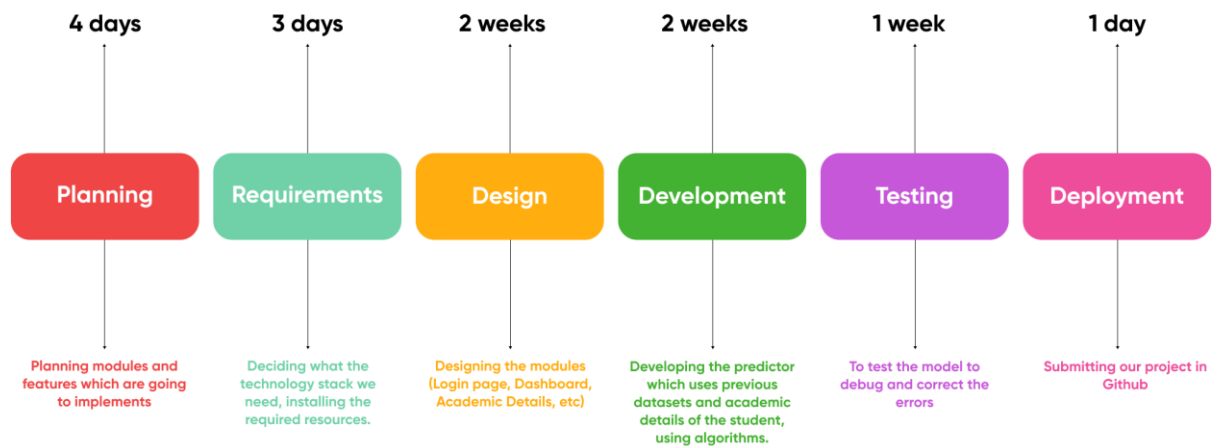 4 days
3 days
2 weeks
2 weeks
1 week
1 day
Planning
Requirements
Design
Development
Testing
Deployment
Planning modules and
features which are going
to implements
Deciding what the
technology stack we
need, installing the
required resources.
Designing the modules
(Login page, Dashboard,
Academic Details, etc)
Developing the predictor
which uses previous
datasets and academic
details of the student,
using algorithms.
To test the model to
debug and correct the
errors
Submitting our project in
Github